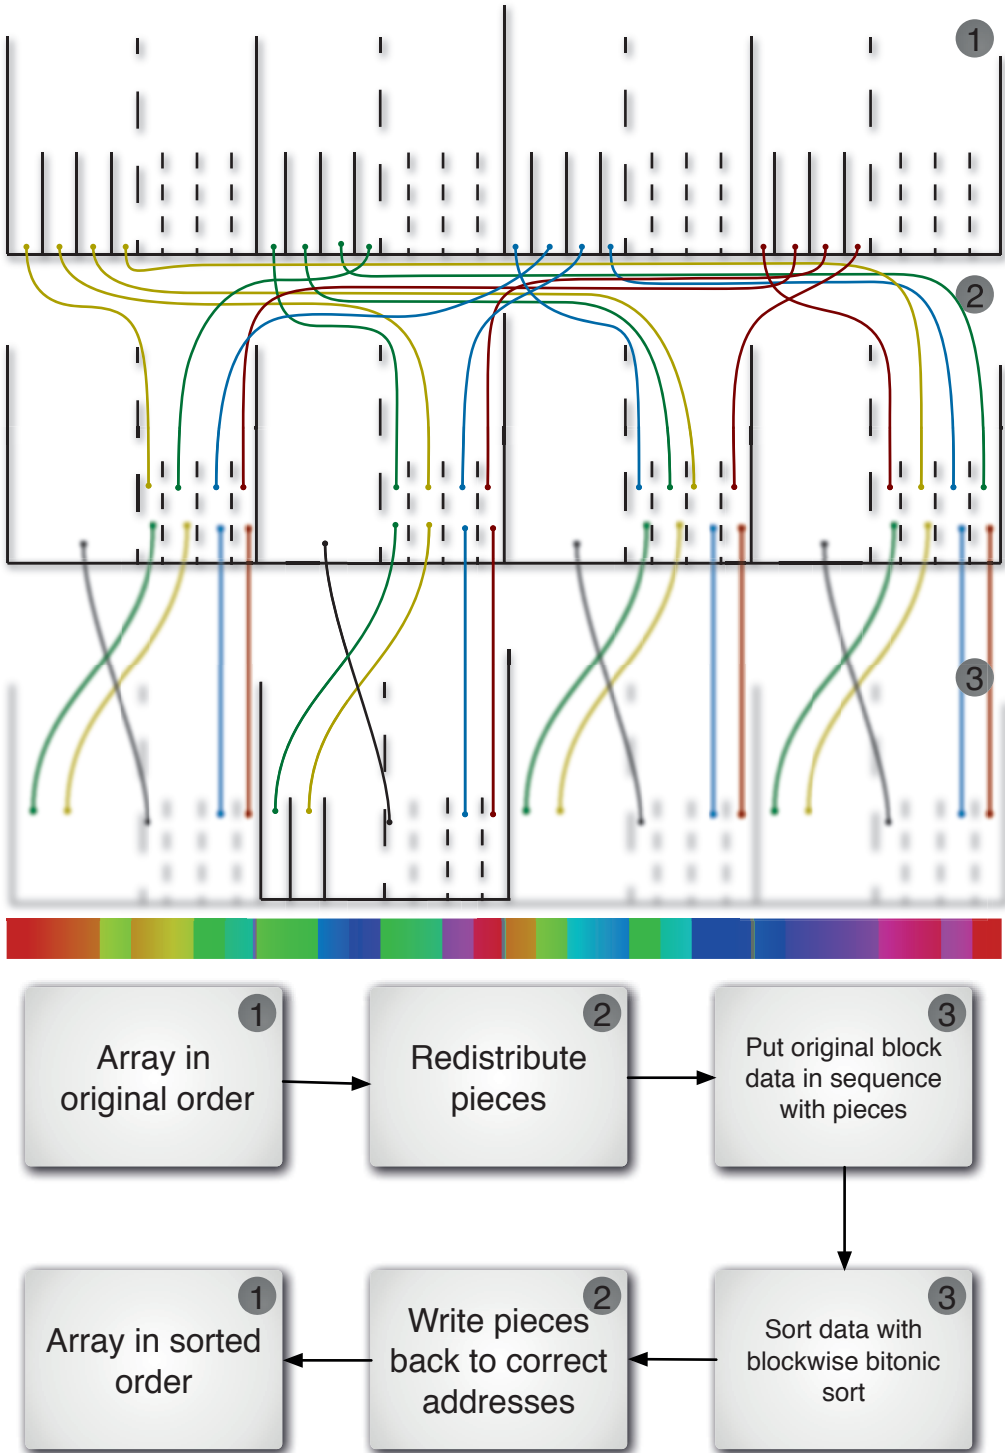 1
2
3
1
Array in
original order
2
Redistribute
pieces
3
Put original block
data in sequence
with pieces
1
Array in sorted
order
2
Write pieces
back to correct
addresses
3
Sort data with
blockwise bitonic
sort